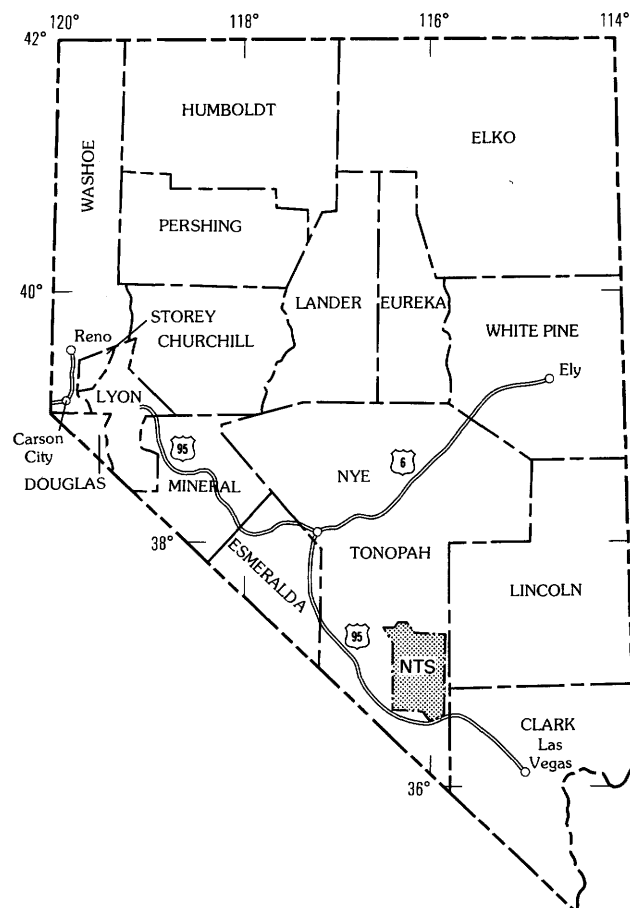 120°
118°
116°
114°
42°
HUMBOLDT
ELKO
WASHOE
PERSHING
40°
LANDER
EUREKA
STOREY
CHURCHILL
WHITE PINE
Reno
Ely
LYON
Carson
City
95
6
DOUGLAS
MINERAL
NYE
38°
ESMERALDA
TONOPAH
LINCOLN
95
NTS
CLARK
Las
Vegas
36°